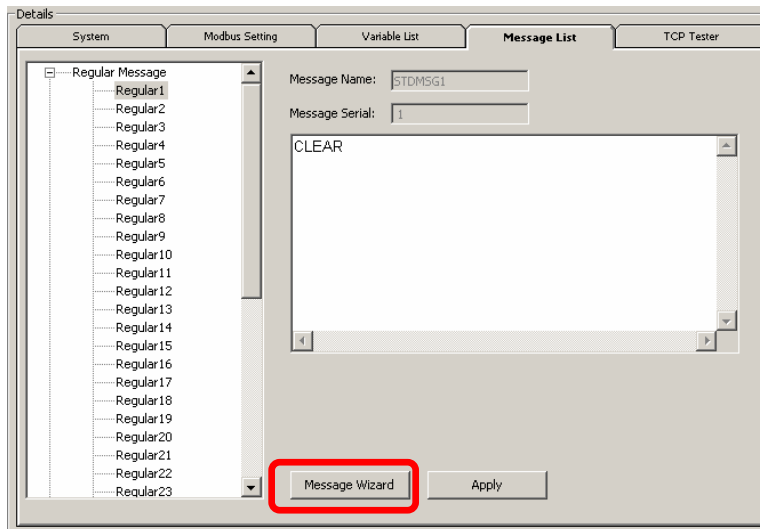 Details
System
Modbus Setting
Variable List
Message List
TCP Tester
Regular Message
Regular1
Regular2
Regular3
Regular4
Regular5
Regular6
Regular7
Regular8
Regular9
Regular10
Regular11
Regular12
Regular13
Regular14
Regular15
Regular16
Regular17
Regular18
Regular19
Regular20
Regular21
Regular22
Regular23
Message Name: STDMSG1
Message Serial: 1
CLEAR
Message Wizard
Apply